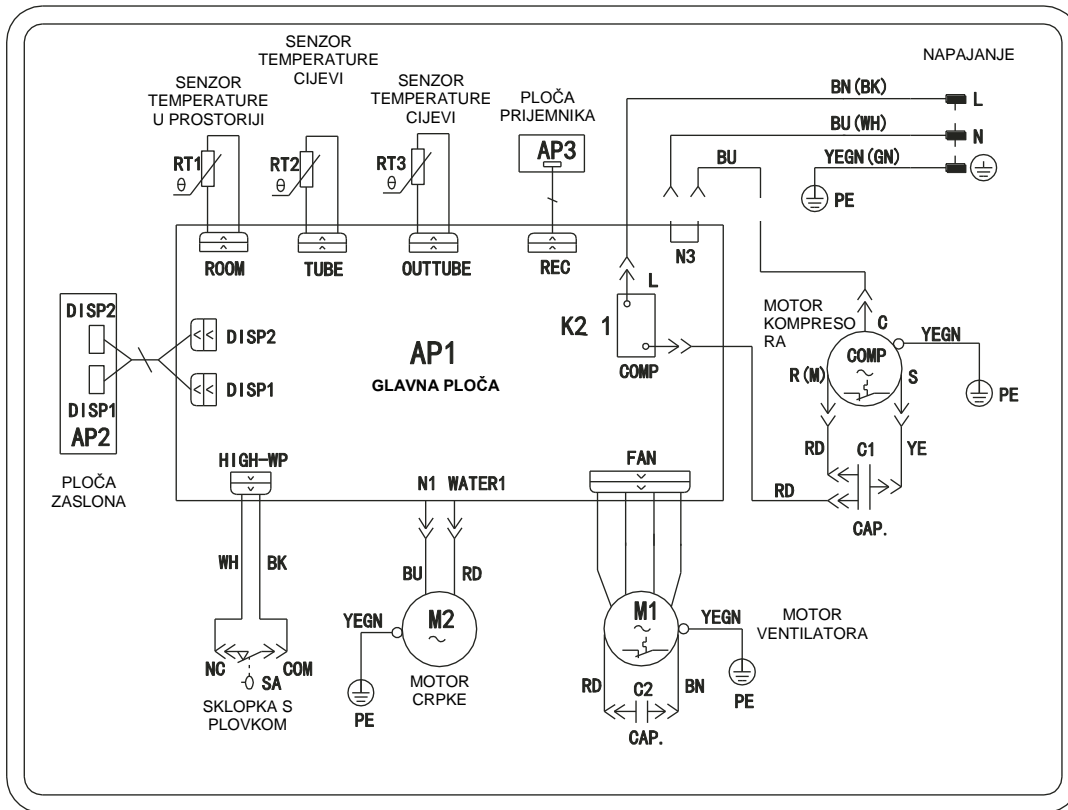 SENZOR
TEMPERATURE
U PROSTORIJI
SENZOR
TEMPERATURE
CIJEVI
SENZOR
TEMPERATURE
CIJEVI
PLOČA
PRIJEMNIKA
NAPAJANJE
RT1
θ
RT2
θ
RT3
θ
AP3
BN (BK)
L
BU (WH)
N
BU
YEGN (GN)
PE
ROOM
TUBE
OUTTUBE
REC
L
N3
K2 1
COMP
AP1
GLAVNA PLOČA
DISP2
DISP1
AP2
PLOČA
ZASLONA
DISP2
DISP1
MOTOR
KOMPRESO
RA
C
COMP
~
YEGN
PE
R (M)
S
RD
YE
C1
RD
CAP.
HIGH-WP
N1
WATER1
FAN
WH
BK
NC
COM
SA
SKLOPKA S
PLOVKOM
BU
RD
YEGN
M2
~
PE
MOTOR
CRPKE
M1
~
YEGN
PE
MOTOR
VENTILATORA
RD
BN
C2
CAP.